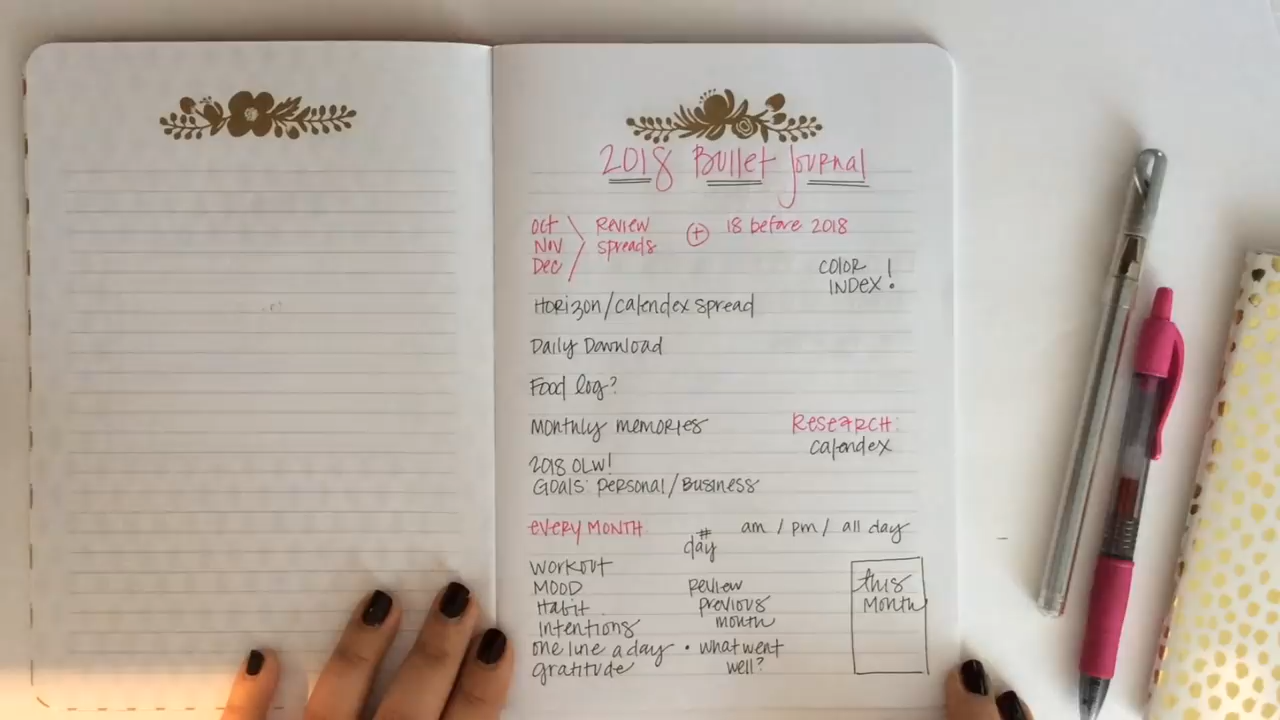 2018 Bullet Journal
Oct
Nov
Dec
Review
spreads
+
18 before 2018
COLOR
INDEX!
Horizon/calendex spread
Daily Download
Food log?
Monthly memories
RESEARCH:
calendex
2018 OLW!
GOALS: Personal/Business
EVERY MONTH
#
day
am / pm / all day
Workout
MOOD
Habit
Intentions
one line a day
gratitude
Review
previous
month
• what went
well?
this
Month